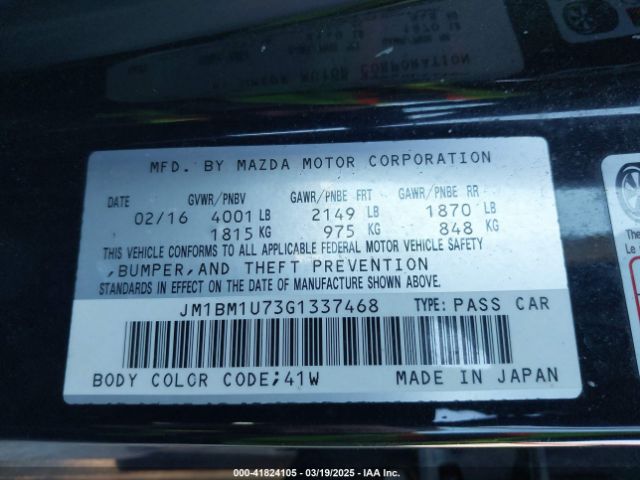 MFD. BY MAZDA MOTOR CORPORATION
DATE GVWR/PNBV GAWR/PNBE FRT GAWR/PNBE RR
02/16 4001 LB 2149 LB 1870 LB
1815 KG 975 KG 848 KG
THIS VEHICLE CONFORMS TO ALL APPLICABLE FEDERAL MOTOR VEHICLE SAFETY
,BUMPER,AND THEFT PREVENTION
STANDARDS IN EFFECT ON THE DATE OF MANUFACTURE SHOWN ABOVE.
JM1BM1U73G1337468 TYPE: PASS CAR
BODY COLOR CODE;41W MADE IN JAPAN
The
Le
000-41824105 - 03/19/2025 - IAA Inc.